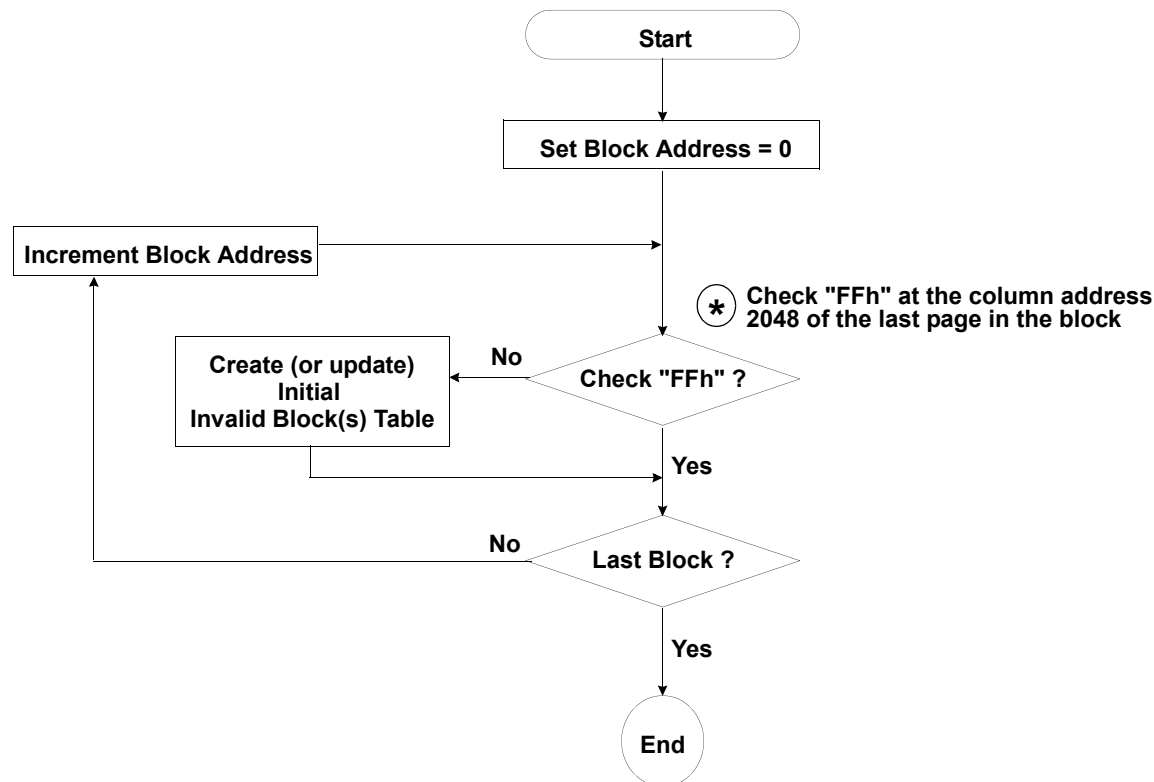 Start
Set Block Address = 0
Increment Block Address
* Check "FFh" at the column address
2048 of the last page in the block
No
Create (or update)
Initial
Invalid Block(s) Table
Check "FFh" ?
Yes
No
Last Block ?
Yes
End